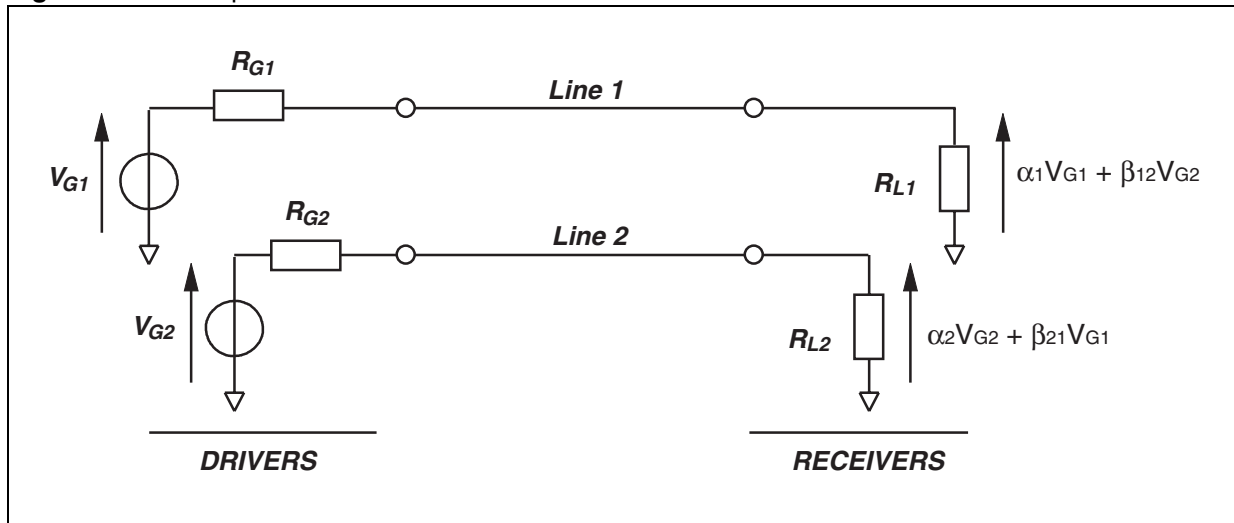 R_G1
Line 1
V_G1
R_L1
α1VG1 + β12VG2
R_G2
Line 2
V_G2
R_L2
α2VG2 + β21VG1
DRIVERS
RECEIVERS